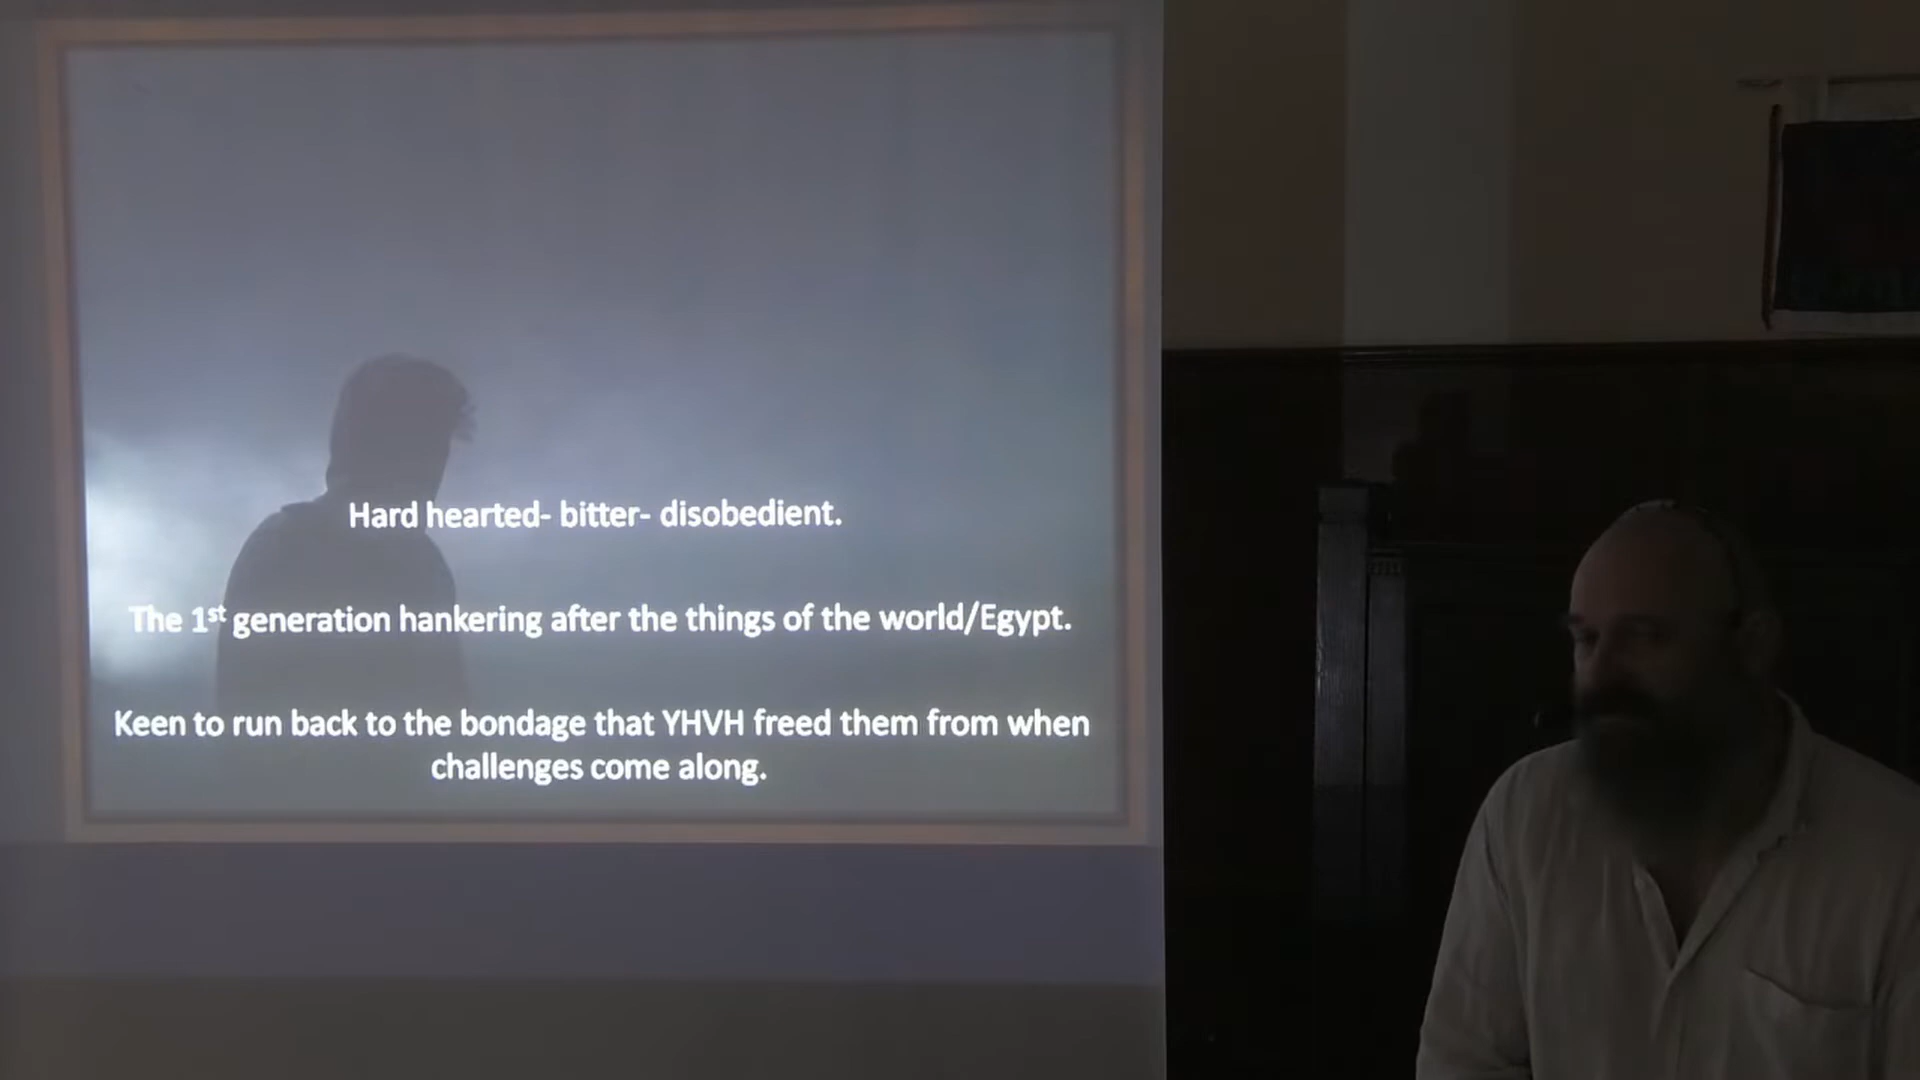 Hard hearted- bitter- disobedient.
The 1st generation hankering after the things of the world/Egypt.
Keen to run back to the bondage that YHVH freed them from when
challenges come along.